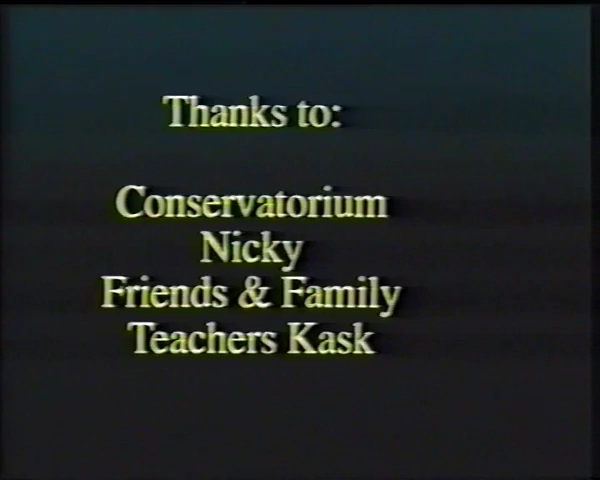 Thanks to:
Conservatorium
Nicky
Friends & Family
Teachers Kask